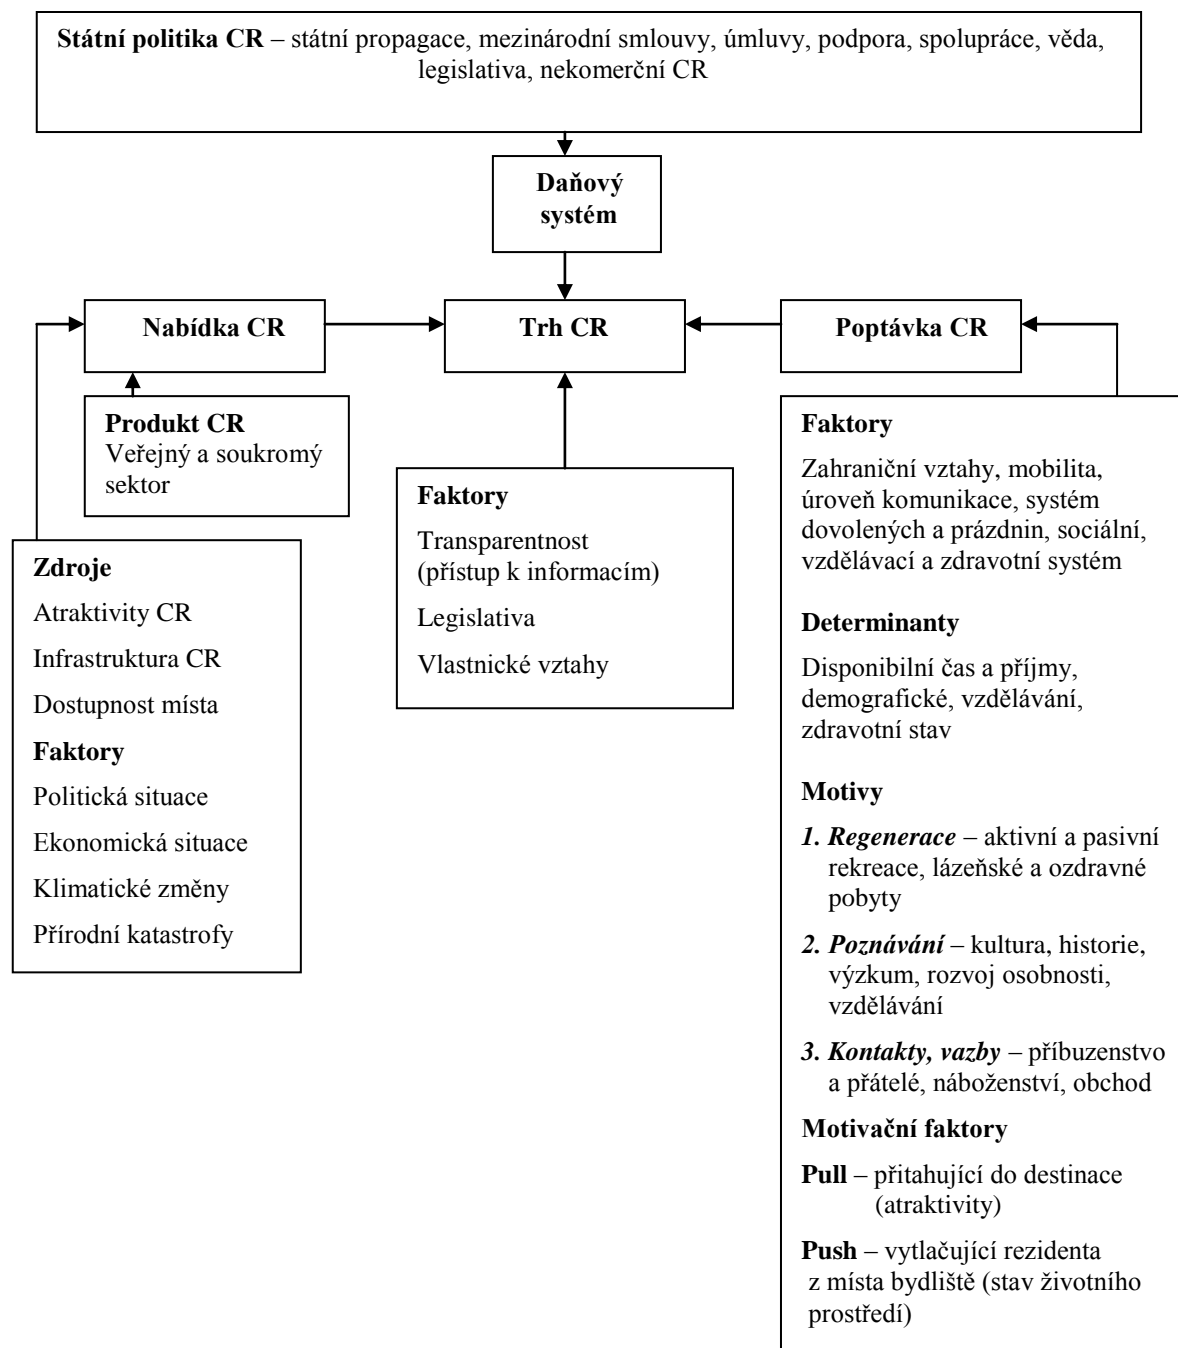 Státní politika CR – státní propagace, mezinárodní smlouvy, úmluvy, podpora, spolupráce, věda,
legislativa, nekomerční CR
Daňový
systém
Nabídka CR
Trh CR
Poptávka CR
Produkt CR
Veřejný a soukromý
sektor
Zdroje
Atraktivity CR
Infrastruktura CR
Dostupnost místa
Faktory
Politická situace
Ekonomická situace
Klimatické změny
Přírodní katastrofy
Faktory
Transparentnost
(přístup k informacím)
Legislativa
Vlastnické vztahy
Faktory
Zahraniční vztahy, mobilita,
úroveň komunikace, systém
dovolených a prázdnin, sociální,
vzdělávací a zdravotní systém
Determinanty
Disponibilní čas a příjmy,
demografické, vzdělávání,
zdravotní stav
Motivy
1. Regenerace – aktivní a pasivní
rekreace, lázeňské a ozdravné
pobyty
2. Poznávání – kultura, historie,
výzkum, rozvoj osobnosti,
vzdělávání
3. Kontakty, vazby – příbuzenstvo
a přátelé, náboženství, obchod
Motivační faktory
Pull – přitahující do destinace
(atraktivity)
Push – vytlačující rezidenta
z místa bydliště (stav životního
prostředí)